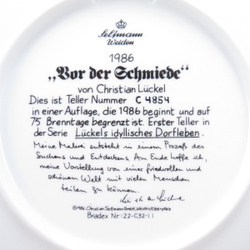 Seltmann
Weiden
1986
„Vor der Schmiede“
von Christian Lückel
Dies ist Teller Nummer C 4854
in einer Auflage, die 1986 beginnt und auf
75 Brenntage begrenzt ist. Erster Teller in
der Serie Lückels idyllisches Dorfleben.
Meine Malerei entsteht in einem Prozeß des
Suchens und Entdeckens. Am Ende hoffe ich,
meine Vorstellung von einer friedvollen und
schönen Welt mit vielen Menschen
teilen zu können.
Bradex Nr: 22-C32-1.1